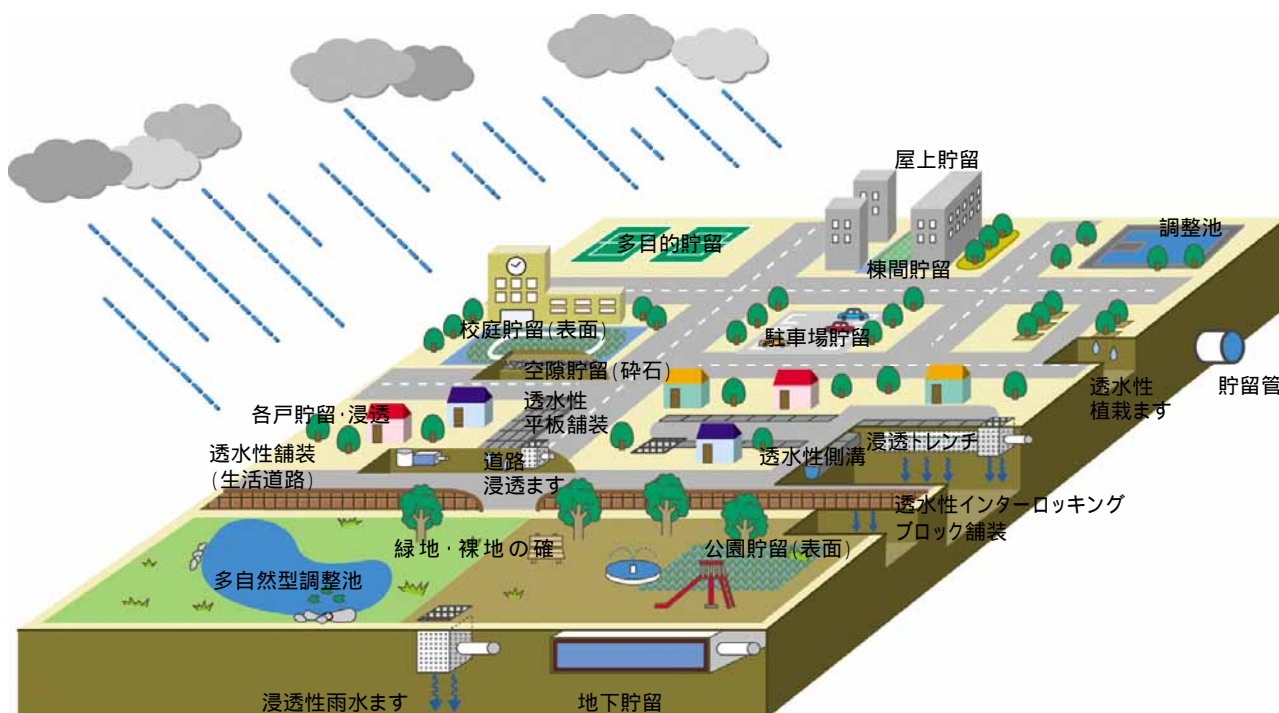 屋上貯留
多目的貯留
調整池
棟間貯留
校庭貯留(表面)
駐車場貯留
空隙貯留(砕石)
透水性
植栽ます
貯留管
各戸貯留・浸透
透水性
平板舗装
浸透トレンチ
透水性舗装
(生活道路)
道路
浸透ます
透水性側溝
透水性インターロッキング
ブロック舗装
緑地・裸地の確
公園貯留(表面)
多自然型調整池
浸透性雨水ます
地下貯留